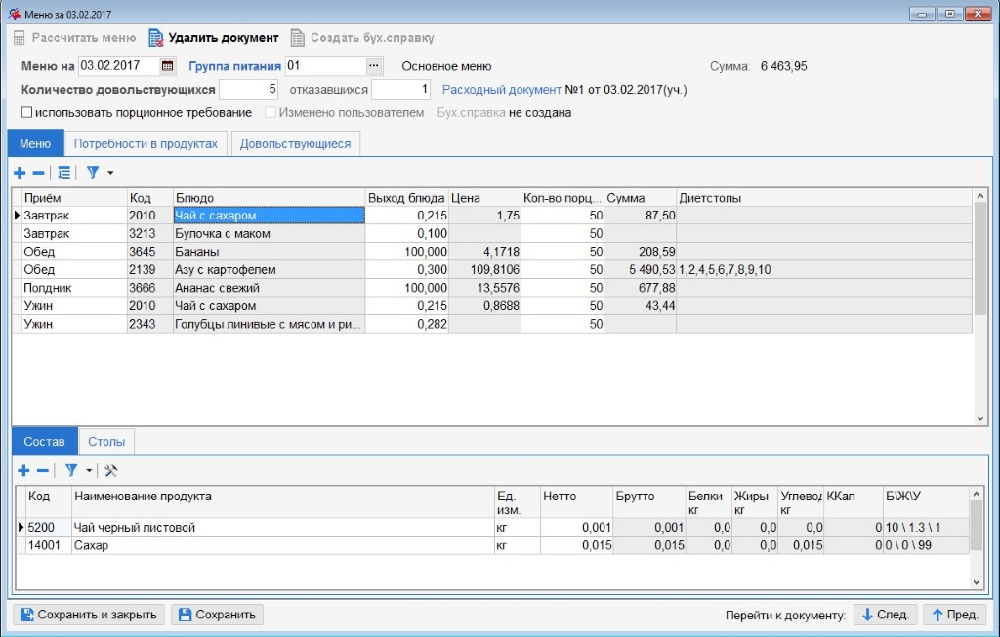 Меню за 03.02.2017
Рассчитать меню Удалить документ Создать бух.справку
Меню на 03.02.2017 Группа питания 01 ... Основное меню Сумма: 6 463,95
Количество довольствующихся 5 отказавшихся 1 Расходный документ №1 от 03.02.2017(уч.)
использовать порционное требование Изменено пользователем Бух.справка не создана
Меню Потребности в продуктах Довольствующиеся
Приём Код Блюдо Выход блюда Цена Кол-во порц... Сумма Диетстолы
Завтрак 2010 Чай с сахаром 0,215 1,75 50 87,50
Завтрак 3213 Булочка с маком 0,100 50
Обед 3645 Бананы 100,000 4,1718 50 208,59
Обед 2139 Азу с картофелем 0,300 109,8106 50 5 490,53 1,2,4,5,6,7,8,9,10
Полдник 3666 Ананас свежий 100,000 13,5576 50 677,88
Ужин 2010 Чай с сахаром 0,215 0,8688 50 43,44
Ужин 2343 Голубцы линивые с мясом и ри... 0,282 50
Состав Столы
Код Наименование продукта Ед. изм. Нетто Брутто Белки кг Жиры кг Углевод кг ККал Б\Ж\У
5200 Чай черный листовой кг 0,001 0,001 0,0 0,0 0,0 0 10 \ 1.3 \ 1
14001 Сахар кг 0,015 0,015 0,0 0,0 0,015 0 0 \ 0 \ 99
Сохранить и закрыть Сохранить Перейти к документу: След. Пред.